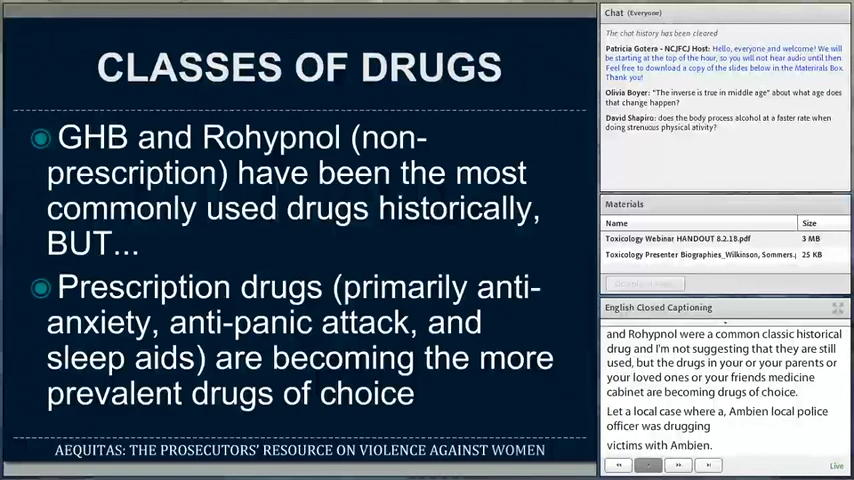 CLASSES OF DRUGS
GHB and Rohypnol (non-
prescription) have been the most
commonly used drugs historically,
BUT...
Prescription drugs (primarily anti-
anxiety, anti-panic attack, and
sleep aids) are becoming the more
prevalent drugs of choice
AEQUITAS: THE PROSECUTORS' RESOURCE ON VIOLENCE AGAINST WOMEN
Chat (Everyone)
The chat history has been cleared
Patricia Gotera - NCJFCJ Host: Hello, everyone and welcome! We will
be starting at the top of the hour, so you will not hear audio until then.
Feel free to download a copy of the slides below in the Materials Box.
Thank you!
Olivia Boyer: "The inverse is true in middle age" about what age does
that change happen?
David Shapiro: does the body process alcohol at a faster rate when
doing strenuous physical ativity?
Materials
Name Size
Toxicology Webinar HANDOUT 8.2.18.pdf 3 MB
Toxicology Presenter Biographies_Wilkinson, Sommers.p 25 KB
English Closed Captioning
and Rohypnol were a common classic historical
drug and I'm not suggesting that they are still
used, but the drugs in your or your parents or
your loved ones or your friends medicine
cabinet are becoming drugs of choice.
Let a local case where a, Ambien local police
officer was drugging
victims with Ambien.
Live